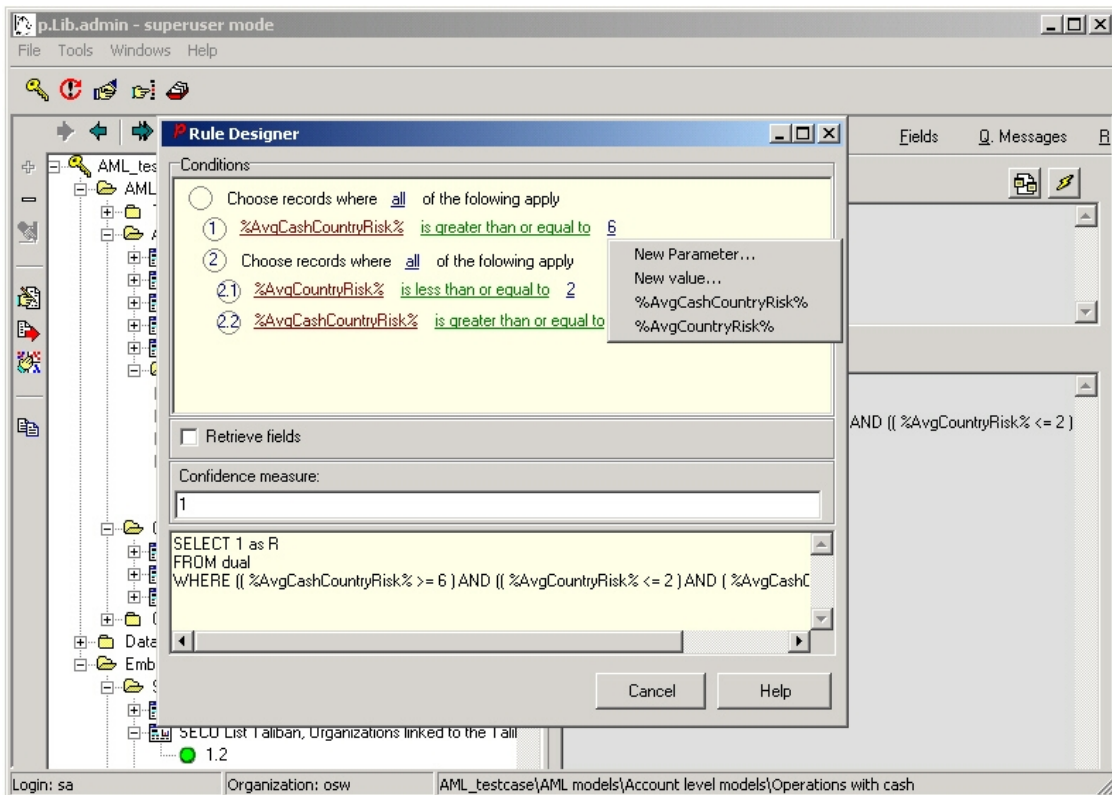 p.Lib.admin - superuser mode
File Tools Windows Help
Rule Designer
Fields Q. Messages R
AML_tes
AML
Conditions
Choose records where all of the folowing apply
1 %AvgCashCountryRisk% is greater than or equal to 6
2 Choose records where all of the folowing apply
2.1 %AvgCountryRisk% is less than or equal to 2
2.2 %AvgCashCountryRisk% is greater than or equal to
New Parameter...
New value...
%AvgCashCountryRisk%
%AvgCountryRisk%
AND (( %AvgCountryRisk% <= 2 )
Retrieve fields
Confidence measure:
1
SELECT 1 as R
FROM dual
WHERE (( %AvgCashCountryRisk% >= 6 ) AND (( %AvgCountryRisk% <= 2 ) AND ( %AvgCashC
Data
Emb
Cancel Help
SECO List Taliban, Organizations linked to the Tali
1.2
Login: sa Organization: osw AML_testcase\AML models\Account level models\Operations with cash